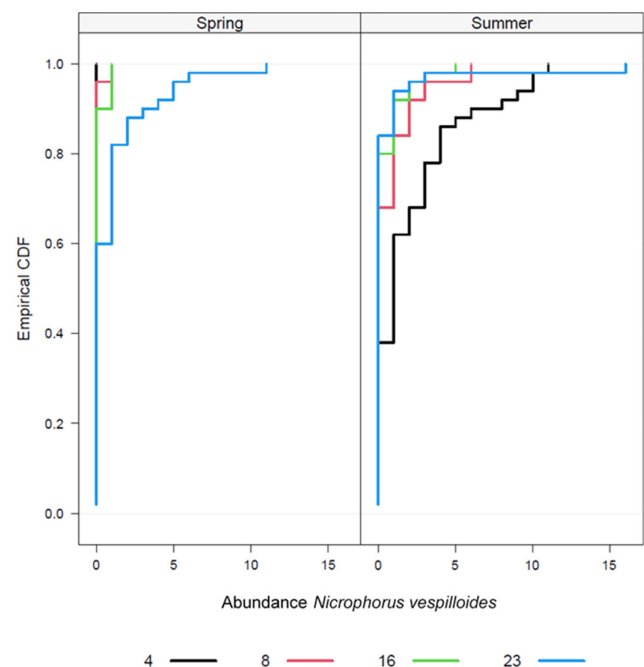 Spring Summer
Empirical CDF
1.0
0.8
0.6
0.4
0.2
0.0
0 5 10 15 0 5 10 15
Abundance Nicrophorus vespilloides
4 8 16 23